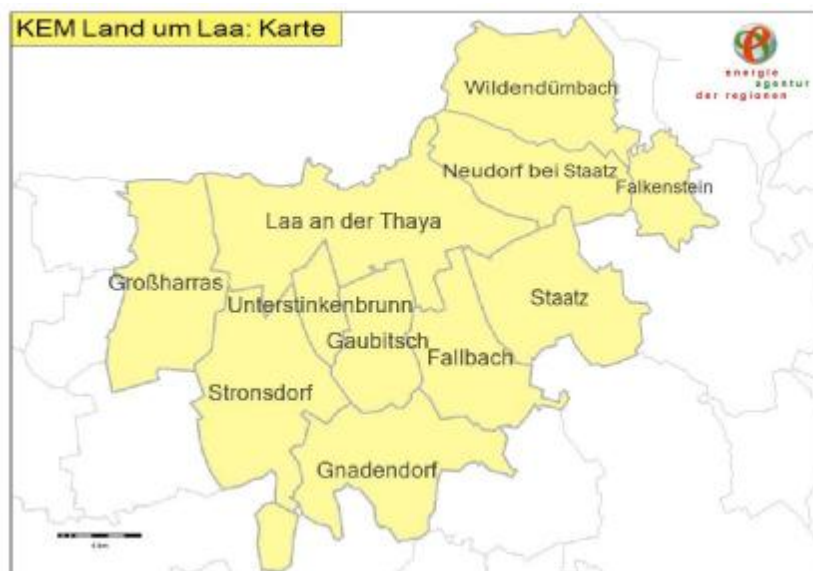 KEM Land um Laa: Karte
energie
agentur
der regionen
Wildendürnbach
Neudorf bei Staatz
Falkenstein
Laa an der Thaya
Großharras
Unterstinkenbrunn
Staatz
Gaubitsch
Fallbach
Stronsdorf
Gnadendorf